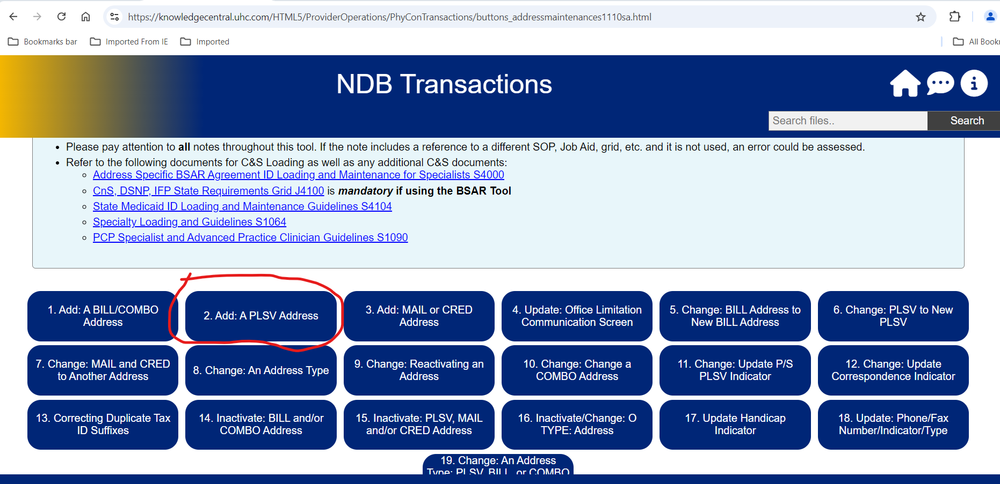 https://knowledgecentral.uhc.com/HTML5/ProviderOperations/PhyConTransactions/buttons_addressmaintenances1110sa.html
Bookmarks bar
Imported From IE
Imported
All Bookr
NDB Transactions
Search files..
Search
Please pay attention to all notes throughout this tool. If the note includes a reference to a different SOP, Job Aid, grid, etc. and it is not used, an error could be assessed.
Refer to the following documents for C&S Loading as well as any additional C&S documents:
Address Specific BSAR Agreement ID Loading and Maintenance for Specialists S4000
CnS, DSNP, IFP State Requirements Grid J4100 is mandatory if using the BSAR Tool
State Medicaid ID Loading and Maintenance Guidelines S4104
Specialty Loading and Guidelines S1064
PCP Specialist and Advanced Practice Clinician Guidelines S1090
1. Add: A BILL/COMBO
Address
2. Add: A PLSV Address
3. Add: MAIL or CRED
Address
4. Update: Office Limitation
Communication Screen
5. Change: BILL Address to
New BILL Address
6. Change: PLSV to New
PLSV
7. Change: MAIL and CRED
to Another Address
8. Change: An Address Type
9. Change: Reactivating an
Address
10. Change: Change a
COMBO Address
11. Change: Update P/S
PLSV Indicator
12. Change: Update
Correspondence Indicator
13. Correcting Duplicate Tax
ID Suffixes
14. Inactivate: BILL and/or
COMBO Address
15. Inactivate: PLSV, MAIL
and/or CRED Address
16. Inactivate/Change: O
TYPE: Address
17. Update Handicap
Indicator
18. Update: Phone/Fax
Number/Indicator/Type
19. Change: An Address
Type: PLSV, BILL, or COMBO